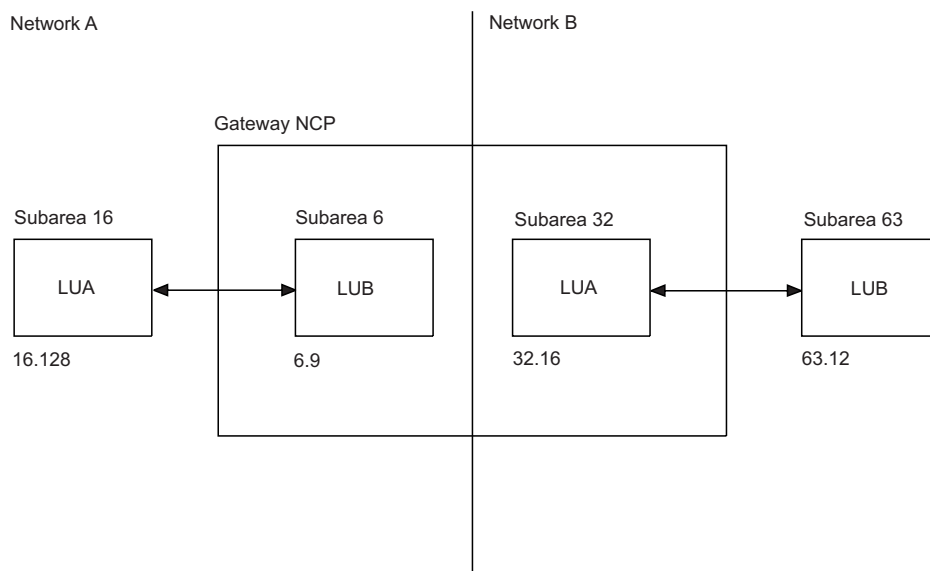 Network A
Network B
Gateway NCP
Subarea 16
Subarea 6
Subarea 32
Subarea 63
LUA
LUB
LUA
LUB
16.128
6.9
32.16
63.12